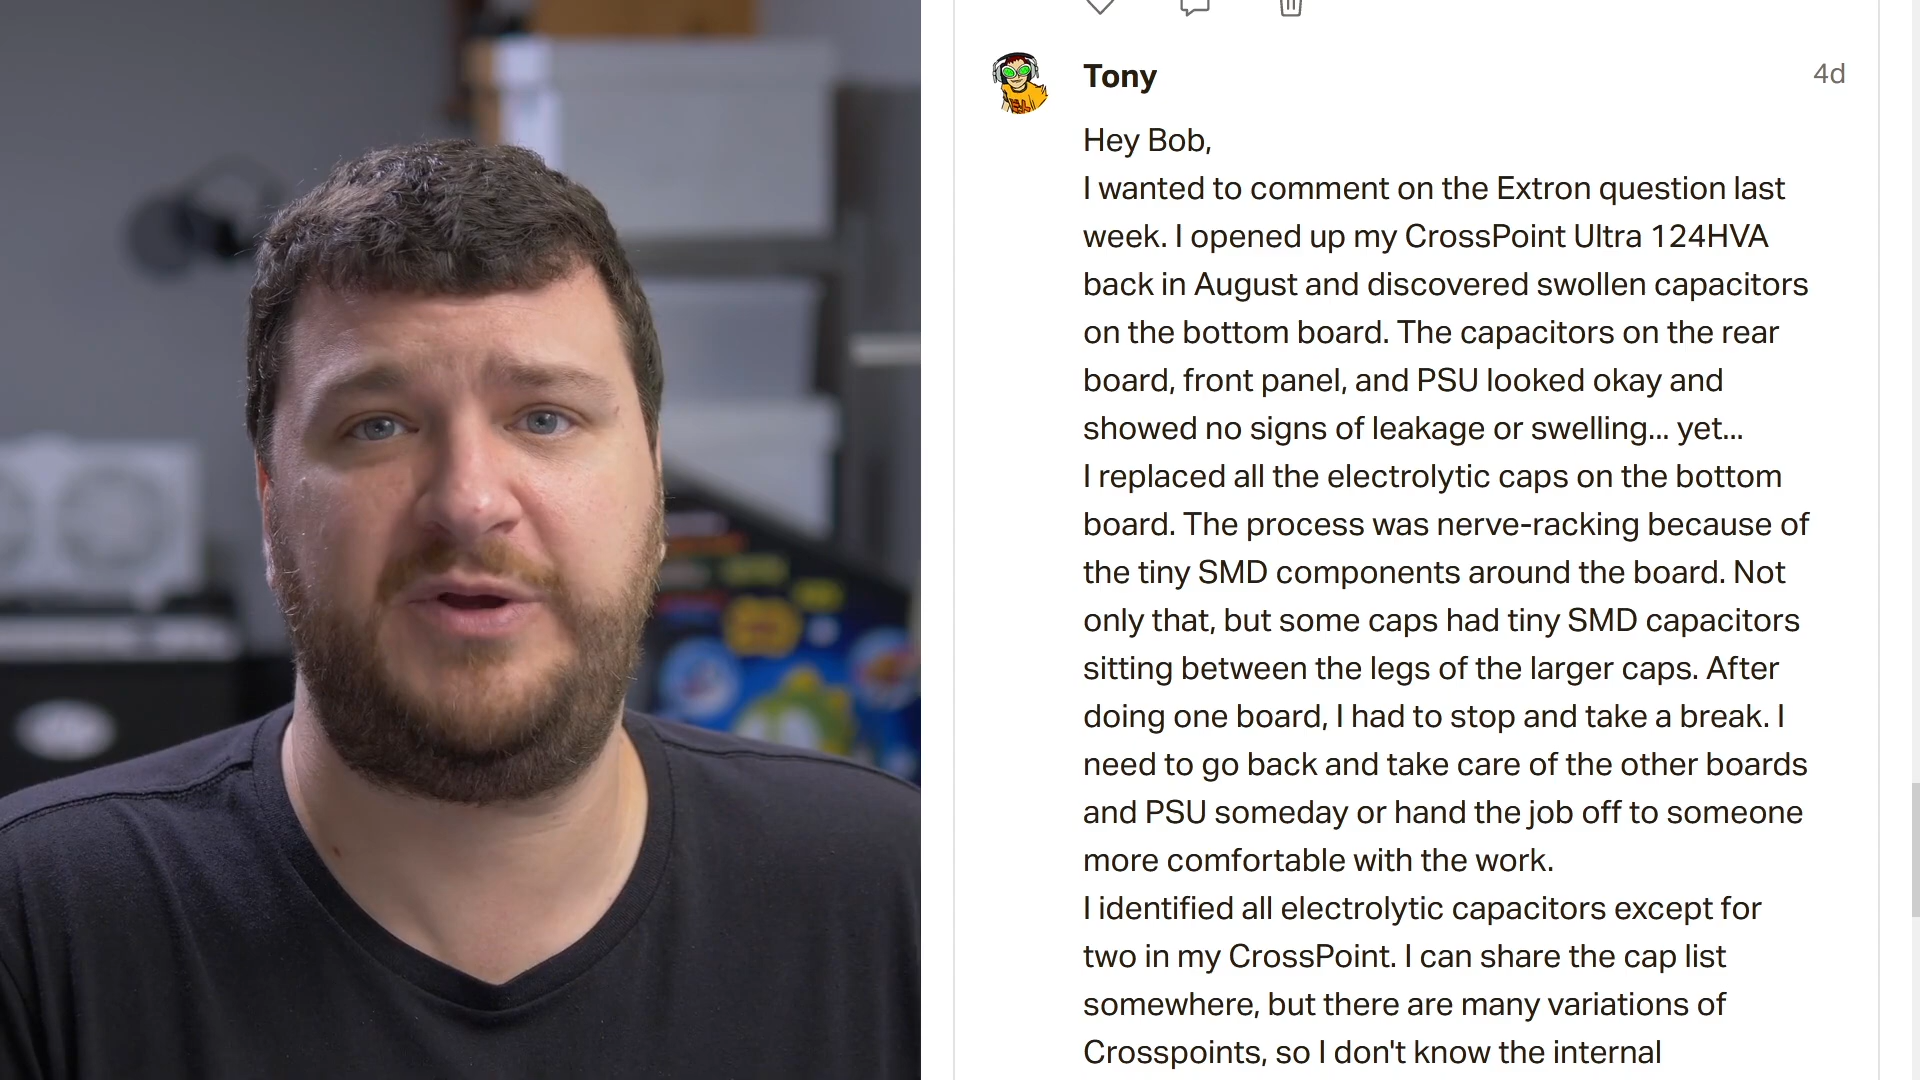 Tony
4d
Hey Bob,
I wanted to comment on the Extron question last
week. I opened up my CrossPoint Ultra 124HVA
back in August and discovered swollen capacitors
on the bottom board. The capacitors on the rear
board, front panel, and PSU looked okay and
showed no signs of leakage or swelling... yet...
I replaced all the electrolytic caps on the bottom
board. The process was nerve-racking because of
the tiny SMD components around the board. Not
only that, but some caps had tiny SMD capacitors
sitting between the legs of the larger caps. After
doing one board, I had to stop and take a break. I
need to go back and take care of the other boards
and PSU someday or hand the job off to someone
more comfortable with the work.
I identified all electrolytic capacitors except for
two in my CrossPoint. I can share the cap list
somewhere, but there are many variations of
Crosspoints, so I don't know the internal